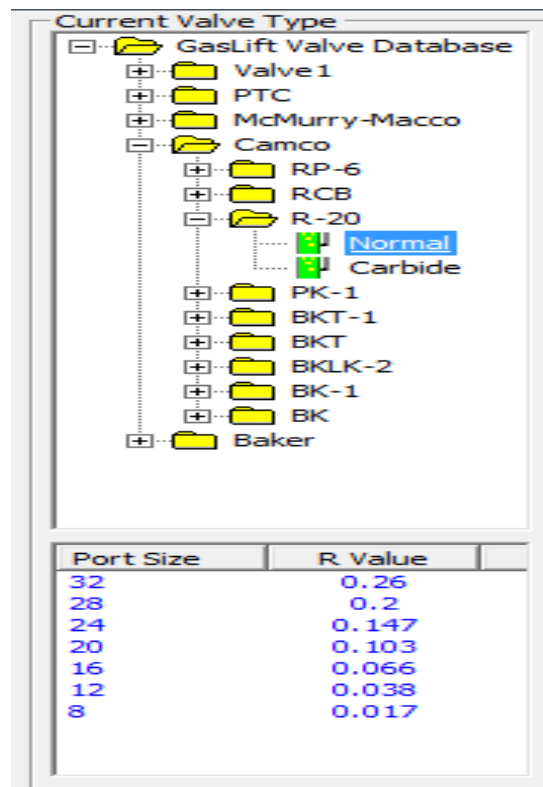 Current Valve Type
GasLift Valve Database
Valve1
PTC
McMurry-Macco
Camco
RP-6
RCB
R-20
Normal
Carbide
PK-1
BKT-1
BKT
BKLK-2
BK-1
BK
Baker
Port Size R Value
32 0.26
28 0.2
24 0.147
20 0.103
16 0.066
12 0.038
8 0.017